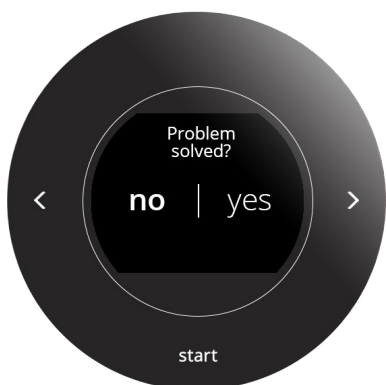 Problem
solved?
no | yes
< >
start